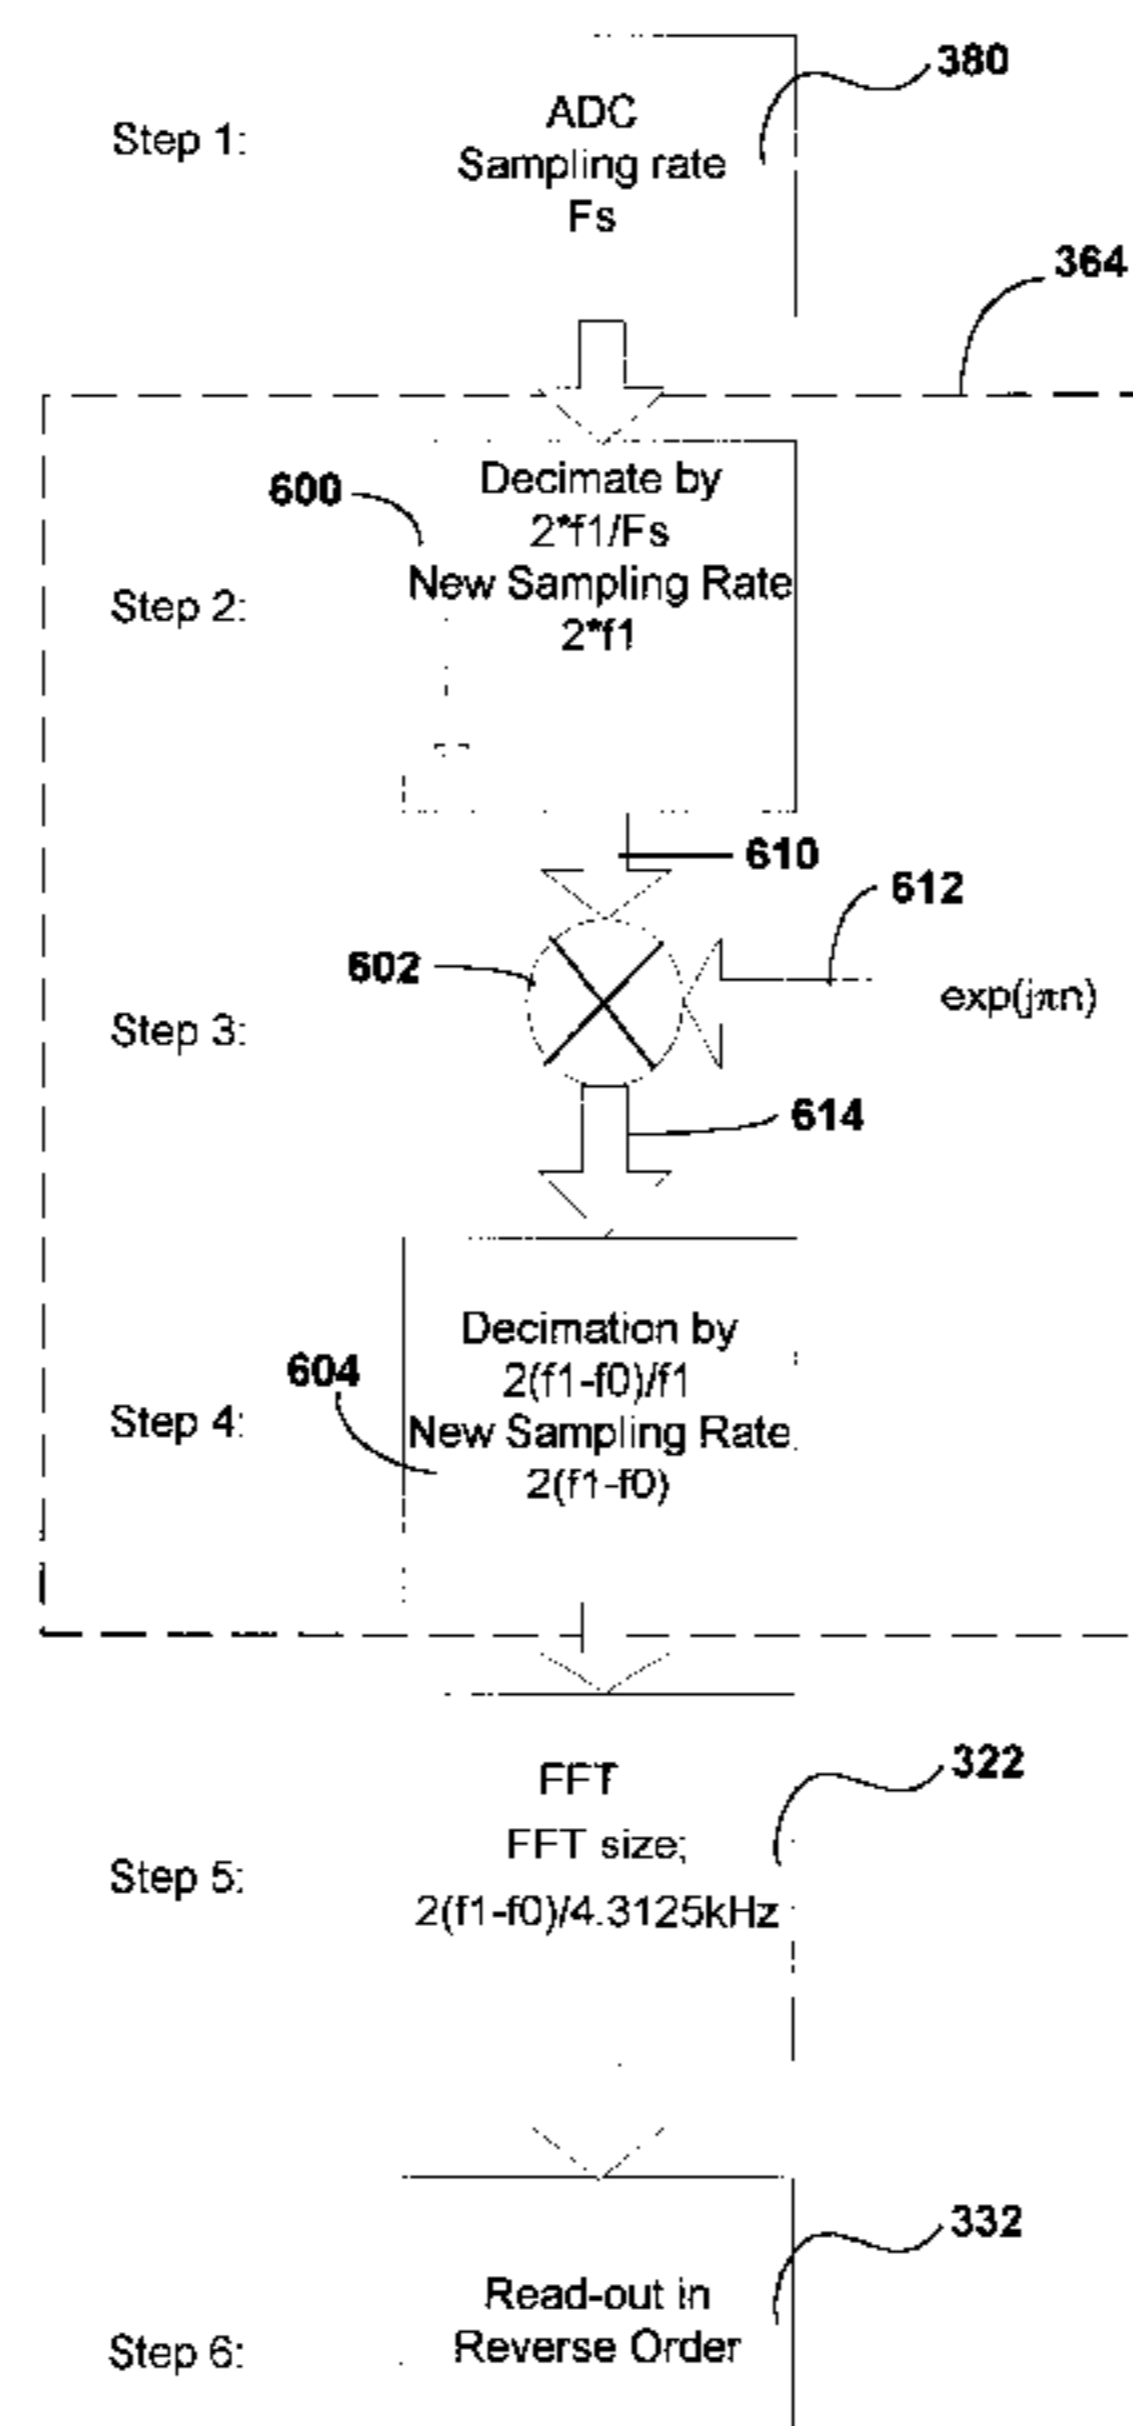 380
Step 1:
ADC
Sampling rate
Fs
364
600
Step 2:
Decimate by
2*f1/Fs
New Sampling Rate
2*f1
610
612
602
Step 3:
exp(jπn)
614
604
Step 4:
Decimation by
2(f1-f0)/f1
New Sampling Rate
2(f1-f0)
322
Step 5:
FFT
FFT size;
2(f1-f0)/4.3125kHz
332
Step 6:
Read-out in
Reverse Order